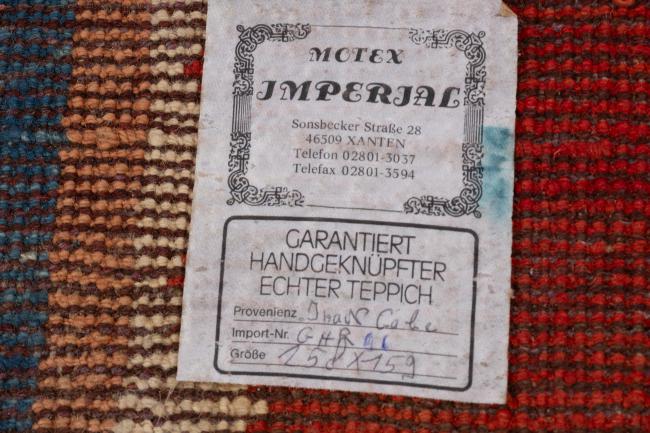 MOTEX
IMPERIAL
Sonsbecker Straße 28
46509 XANTEN
Telefon 02801-3037
Telefax 02801-3594
GARANTIERT
HANDGEKNÜPFTER
ECHTER TEPPICH
Provenienz
Import-Nr. GHR
Größe